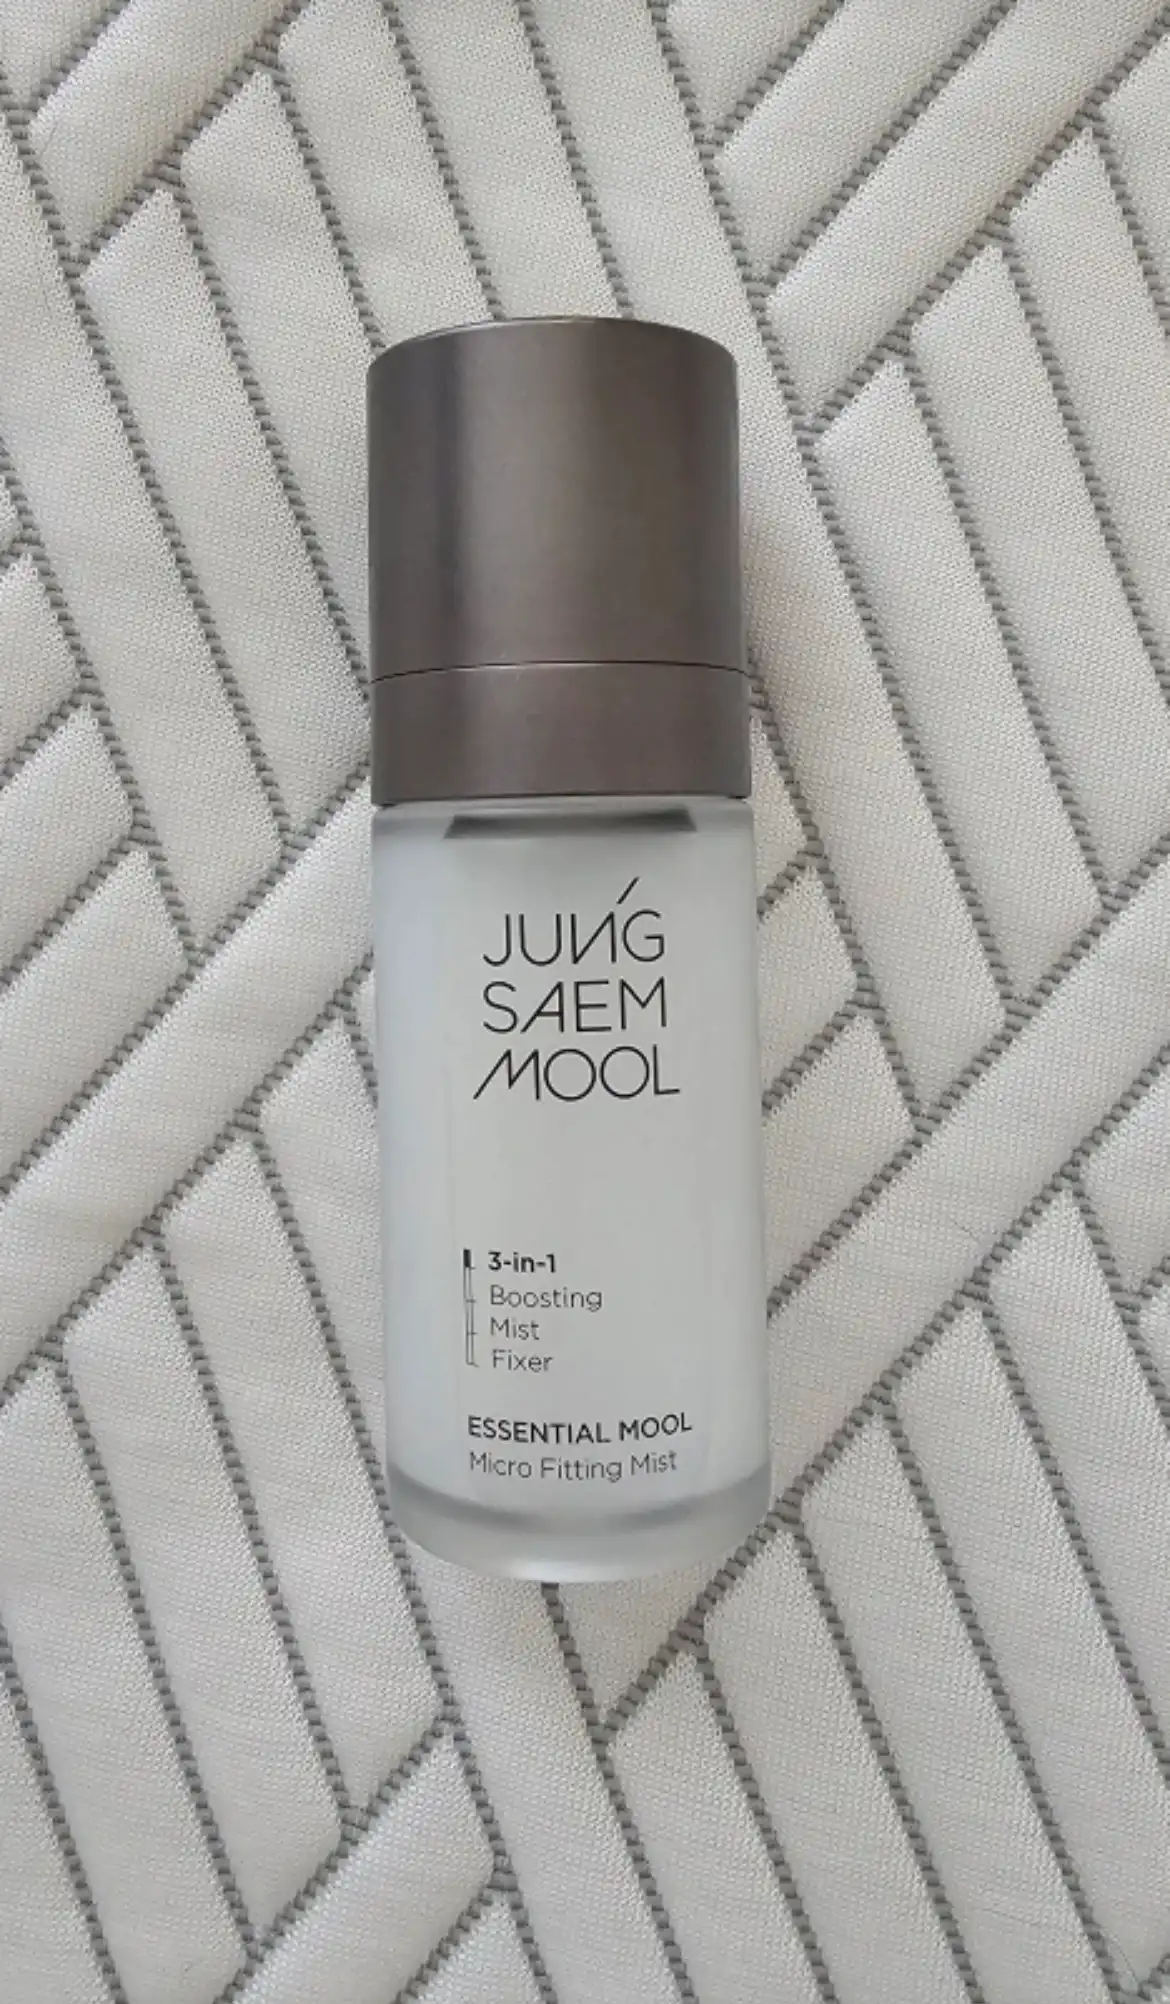 JUNG
SAEM
MOOL
3-in-1
Boosting
Mist
Fixer
ESSENTIAL MOOL
Micro Fitting Mist